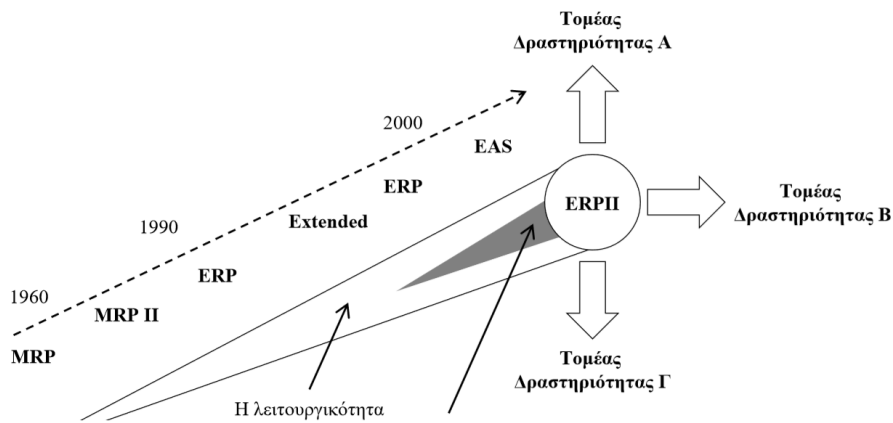 Τομέας
Δραστηριότητας Α
2000
EAS
ERP
ERPII
Τομέας
Δραστηριότητας Β
Extended
1990
ERP
1960
MRP II
MRP
Τομέας
Δραστηριότητας Γ
Η λειτουργικότητα